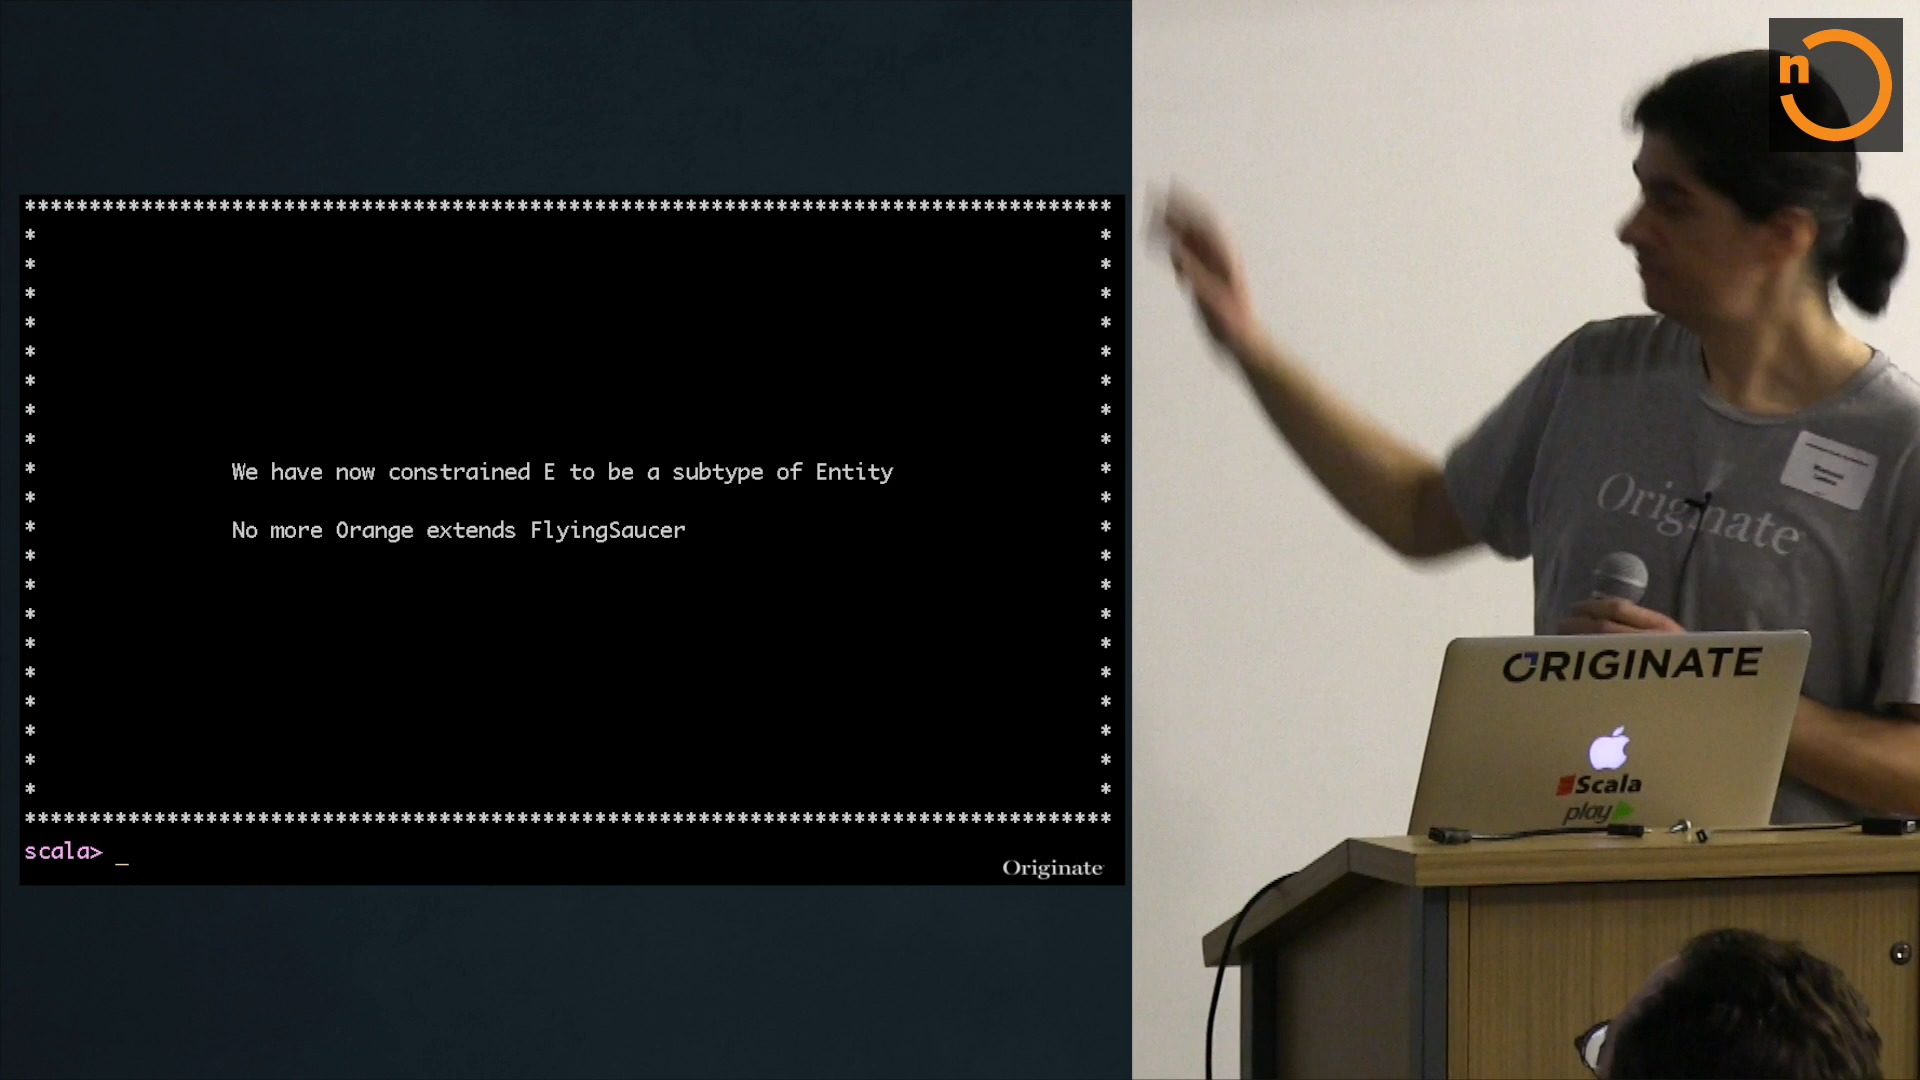 ********************************************************************************
We have now constrained E to be a subtype of Entity
No more Orange extends FlyingSaucer
********************************************************************************
scala> _
Originate
n
Originate
ORIGINATE
Scala
play